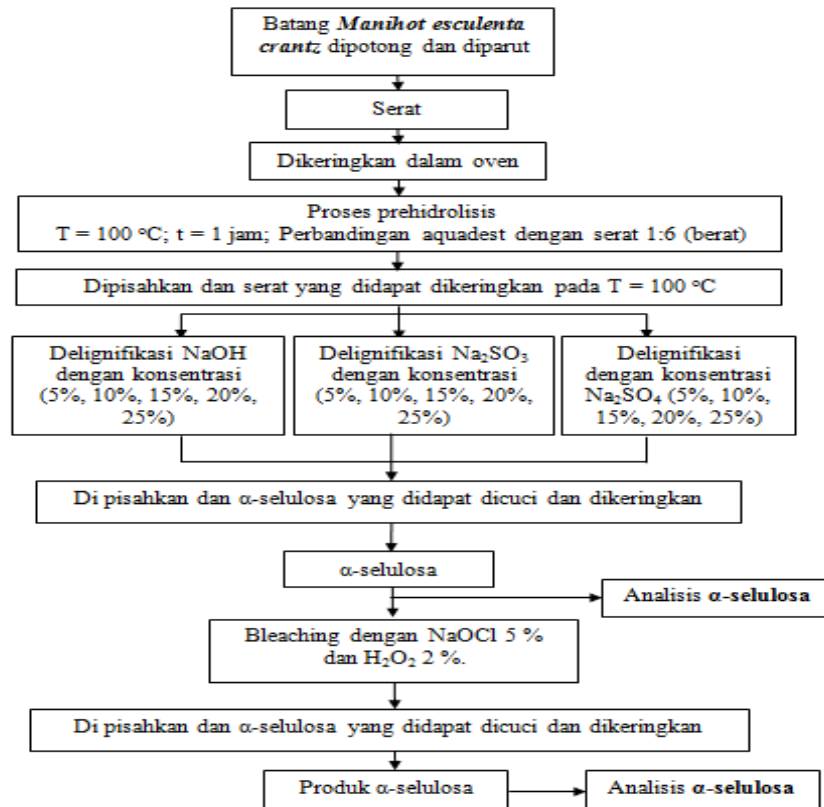 Batang Manihot esculenta
crantz dipotong dan diparut
Serat
Dikeringkan dalam oven
Proses prehidrolisis
T = 100 °C; t = 1 jam; Perbandingan aquadest dengan serat 1:6 (berat)
Dipisahkan dan serat yang didapat dikeringkan pada T = 100 °C
Delignifikasi NaOH
dengan konsentrasi
(5%, 10%, 15%, 20%,
25%)
Delignifikasi Na₂SO₃
dengan konsentrasi
(5%, 10%, 15%, 20%,
25%)
Delignifikasi
dengan konsentrasi
Na₂SO₄ (5%, 10%,
15%, 20%, 25%)
Di pisahkan dan α-selulosa yang didapat dicuci dan dikeringkan
α-selulosa
Analisis α-selulosa
Bleaching dengan NaOCl 5 %
dan H₂O₂ 2 %.
Di pisahkan dan α-selulosa yang didapat dicuci dan dikeringkan
Produk α-selulosa
Analisis α-selulosa